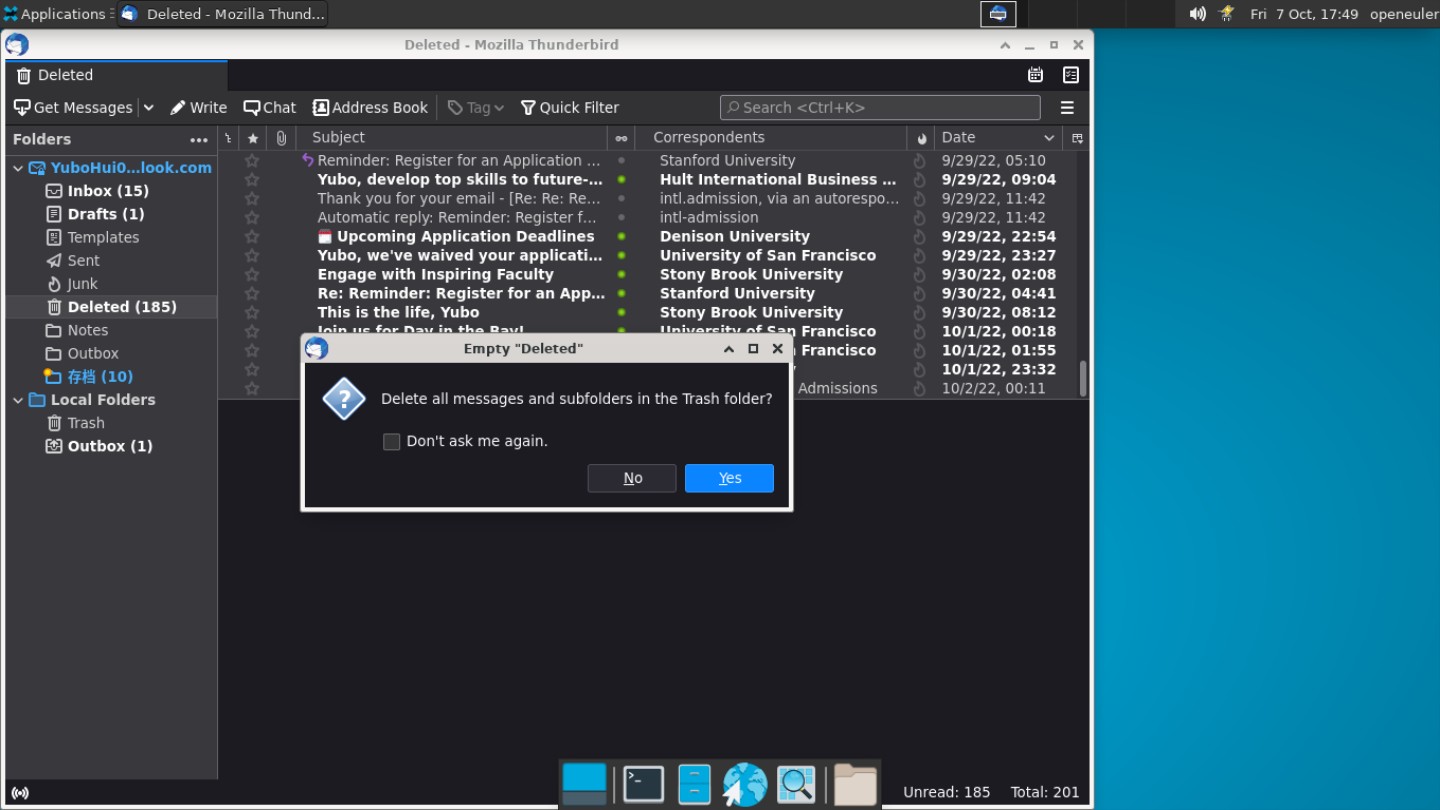 Applications
Deleted - Mozilla Thund...
Fri 7 Oct, 17:49
openeuler
Deleted - Mozilla Thunderbird
Deleted
Get Messages
Write
Chat
Address Book
Tag
Quick Filter
Search <Ctrl+K>
Folders
Subject
Correspondents
Date
YuboHui0...look.com
Inbox (15)
Drafts (1)
Templates
Sent
Junk
Deleted (185)
Notes
Outbox
存档 (10)
Local Folders
Trash
Outbox (1)
Reminder: Register for an Application ... Stanford University 9/29/22, 05:10
Yubo, develop top skills to future-... Hult International Business ... 9/29/22, 09:04
Thank you for your email - [Re: Re: Re... intl.admission, via an autorespo... 9/29/22, 11:42
Automatic reply: Reminder: Register f... intl-admission 9/29/22, 11:42
Upcoming Application Deadlines Denison University 9/29/22, 22:54
Yubo, we've waived your applicati... University of San Francisco 9/29/22, 23:27
Engage with Inspiring Faculty Stony Brook University 9/30/22, 02:08
Re: Reminder: Register for an App... Stanford University 9/30/22, 04:41
This is the life, Yubo Stony Brook University 9/30/22, 08:12
Join us for Day in the Bay! University of San Francisco 10/1/22, 00:18
Francisco 10/1/22, 01:55
10/1/22, 23:32
Admissions 10/2/22, 00:11
Empty "Deleted"
Delete all messages and subfolders in the Trash folder?
Don't ask me again.
No
Yes
Unread: 185
Total: 201